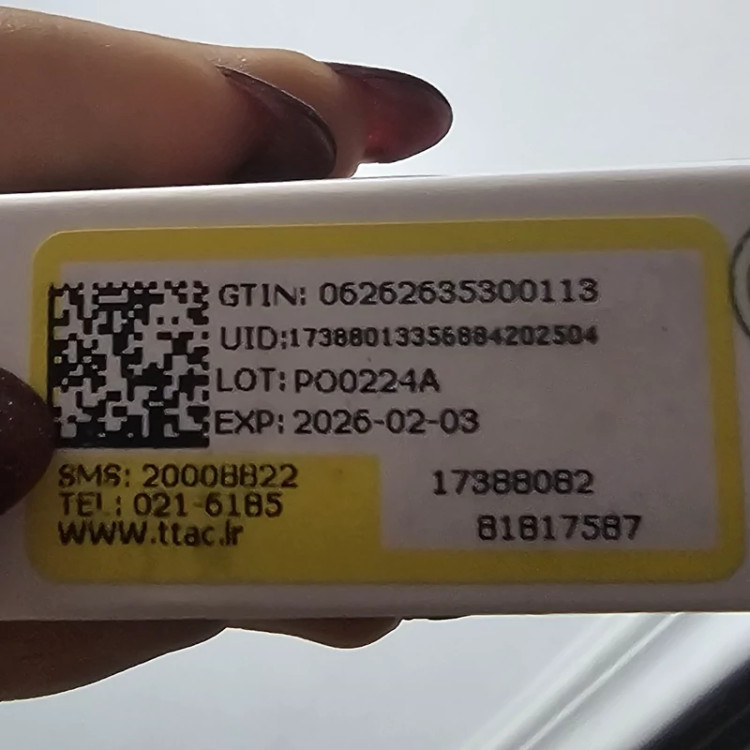 GTIN: 06262635300113
UID:17388013356884202504
LOT: PO0224A
EXP: 2026-02-03
SMS: 20008822
TEL: 021-6185
WWW.ttac.ir
17388082
81817587